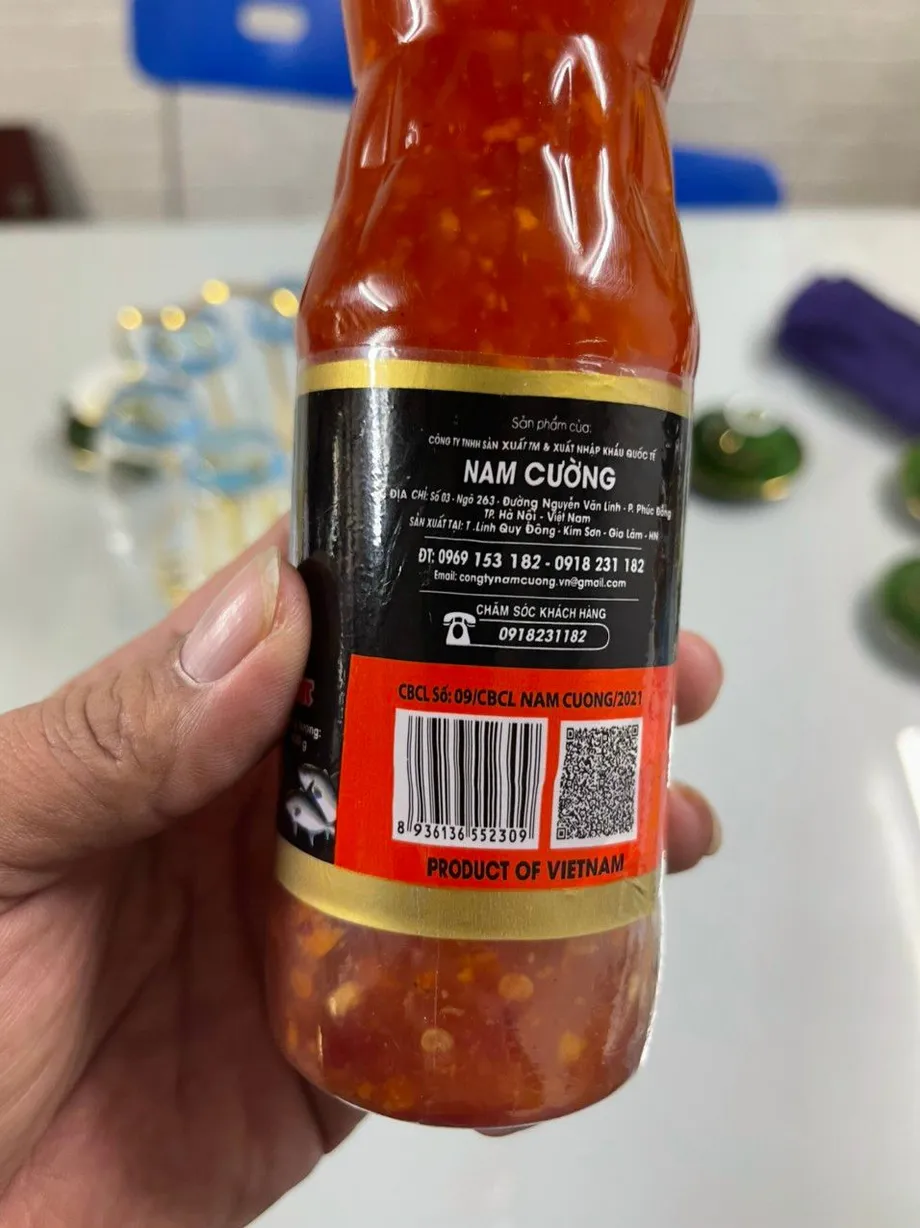 Sản phẩm của:
CÔNG TY TNHH SẢN XUẤT TM & XUẤT NHẬP KHẨU QUỐC TẾ
NAM CƯỜNG
ĐỊA CHỈ: Số 03 - Ngõ 263 - Đường Nguyễn Văn Linh - P. Phúc Đồng
TP. Hà Nội - Việt Nam
SẢN XUẤT TẠI: T.Linh Quy Đông - Kim Sơn - Gia Lâm - HN
ĐT: 0969 153 182 - 0918 231 182
Email: congtynamcuong.vn@gmail.com
CHĂM SÓC KHÁCH HÀNG
0918231182
CBCL Số: 09/CBCL NAM CUONG/2021
8 936136 552309
PRODUCT OF VIETNAM